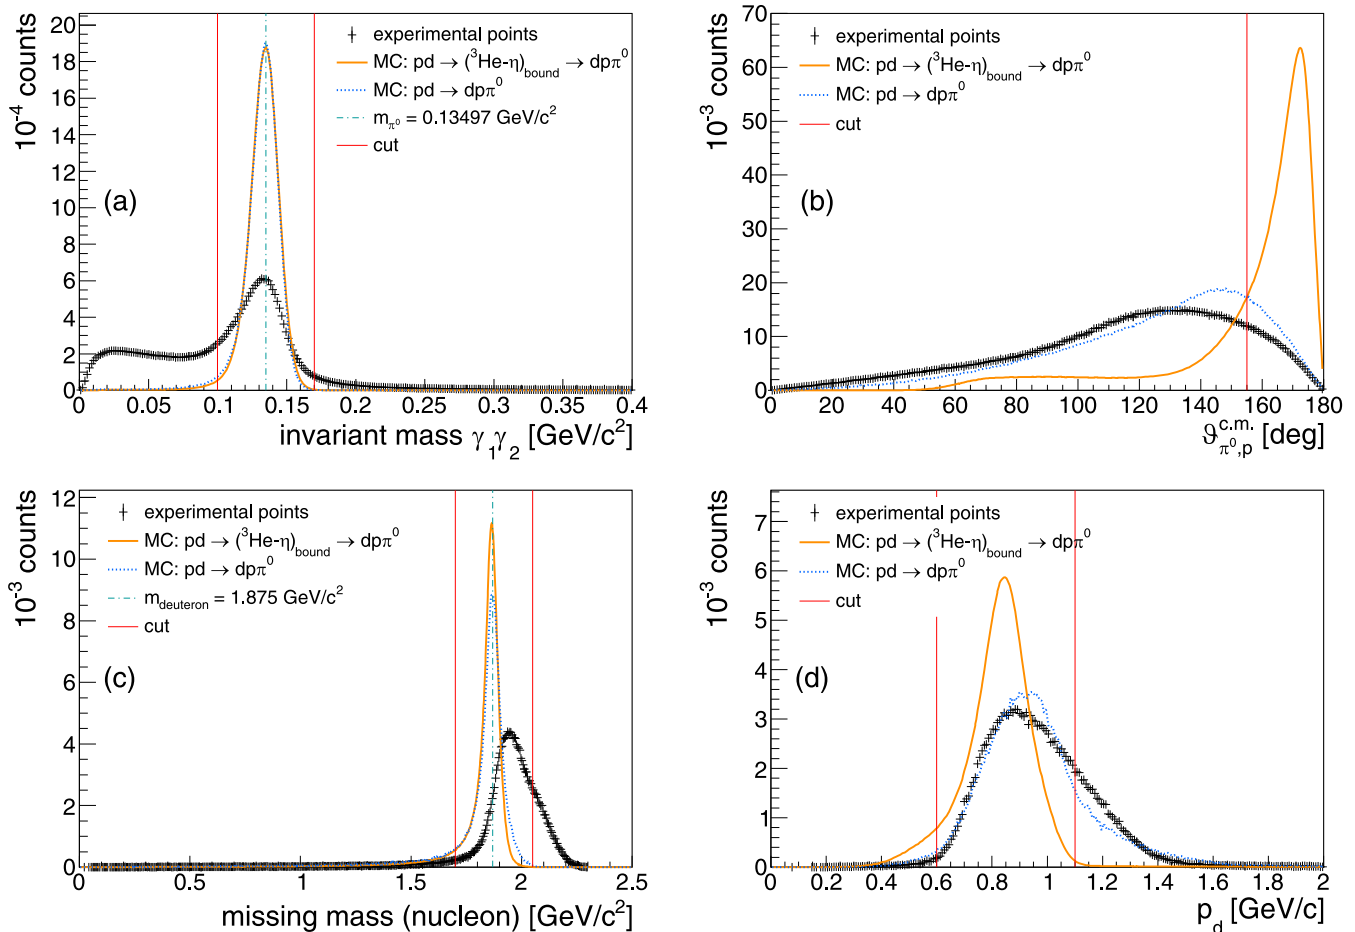 10⁻⁴ counts
20
18
16
14
12
10
8
6
4
2
0
experimental points
MC: pd → (³He-η)bound → dpπ⁰
MC: pd → dpπ⁰
mπ⁰ = 0.13497 GeV/c²
cut
(a)
0 0.05 0.1 0.15 0.2 0.25 0.3 0.35 0.4
invariant mass γ₁γ₂ [GeV/c²]
10⁻³ counts
70
60
50
40
30
20
10
0
experimental points
MC: pd → (³He-η)bound → dpπ⁰
MC: pd → dpπ⁰
cut
(b)
0 20 40 60 80 100 120 140 160 180
ϑ c.m. π⁰,p [deg]
10⁻³ counts
12
10
8
6
4
2
0
experimental points
MC: pd → (³He-η)bound → dpπ⁰
MC: pd → dpπ⁰
mdeuteron = 1.875 GeV/c²
cut
(c)
0 0.5 1 1.5 2 2.5
missing mass (nucleon) [GeV/c²]
10⁻³ counts
7
6
5
4
3
2
1
0
experimental points
MC: pd → (³He-η)bound → dpπ⁰
MC: pd → dpπ⁰
cut
(d)
0 0.2 0.4 0.6 0.8 1 1.2 1.4 1.6 1.8 2
p_d [GeV/c]